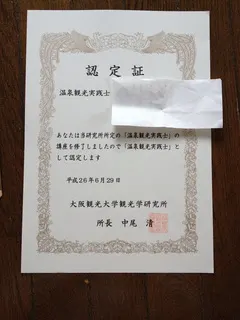 認定証
温泉観光実践士
あなたは当研究所所定の「温泉観光実践士」の
講座を修了しましたので「温泉観光実践士」と
して認定します
平成26年6月29日
大阪観光大学観光学研究所
所長 中尾 清